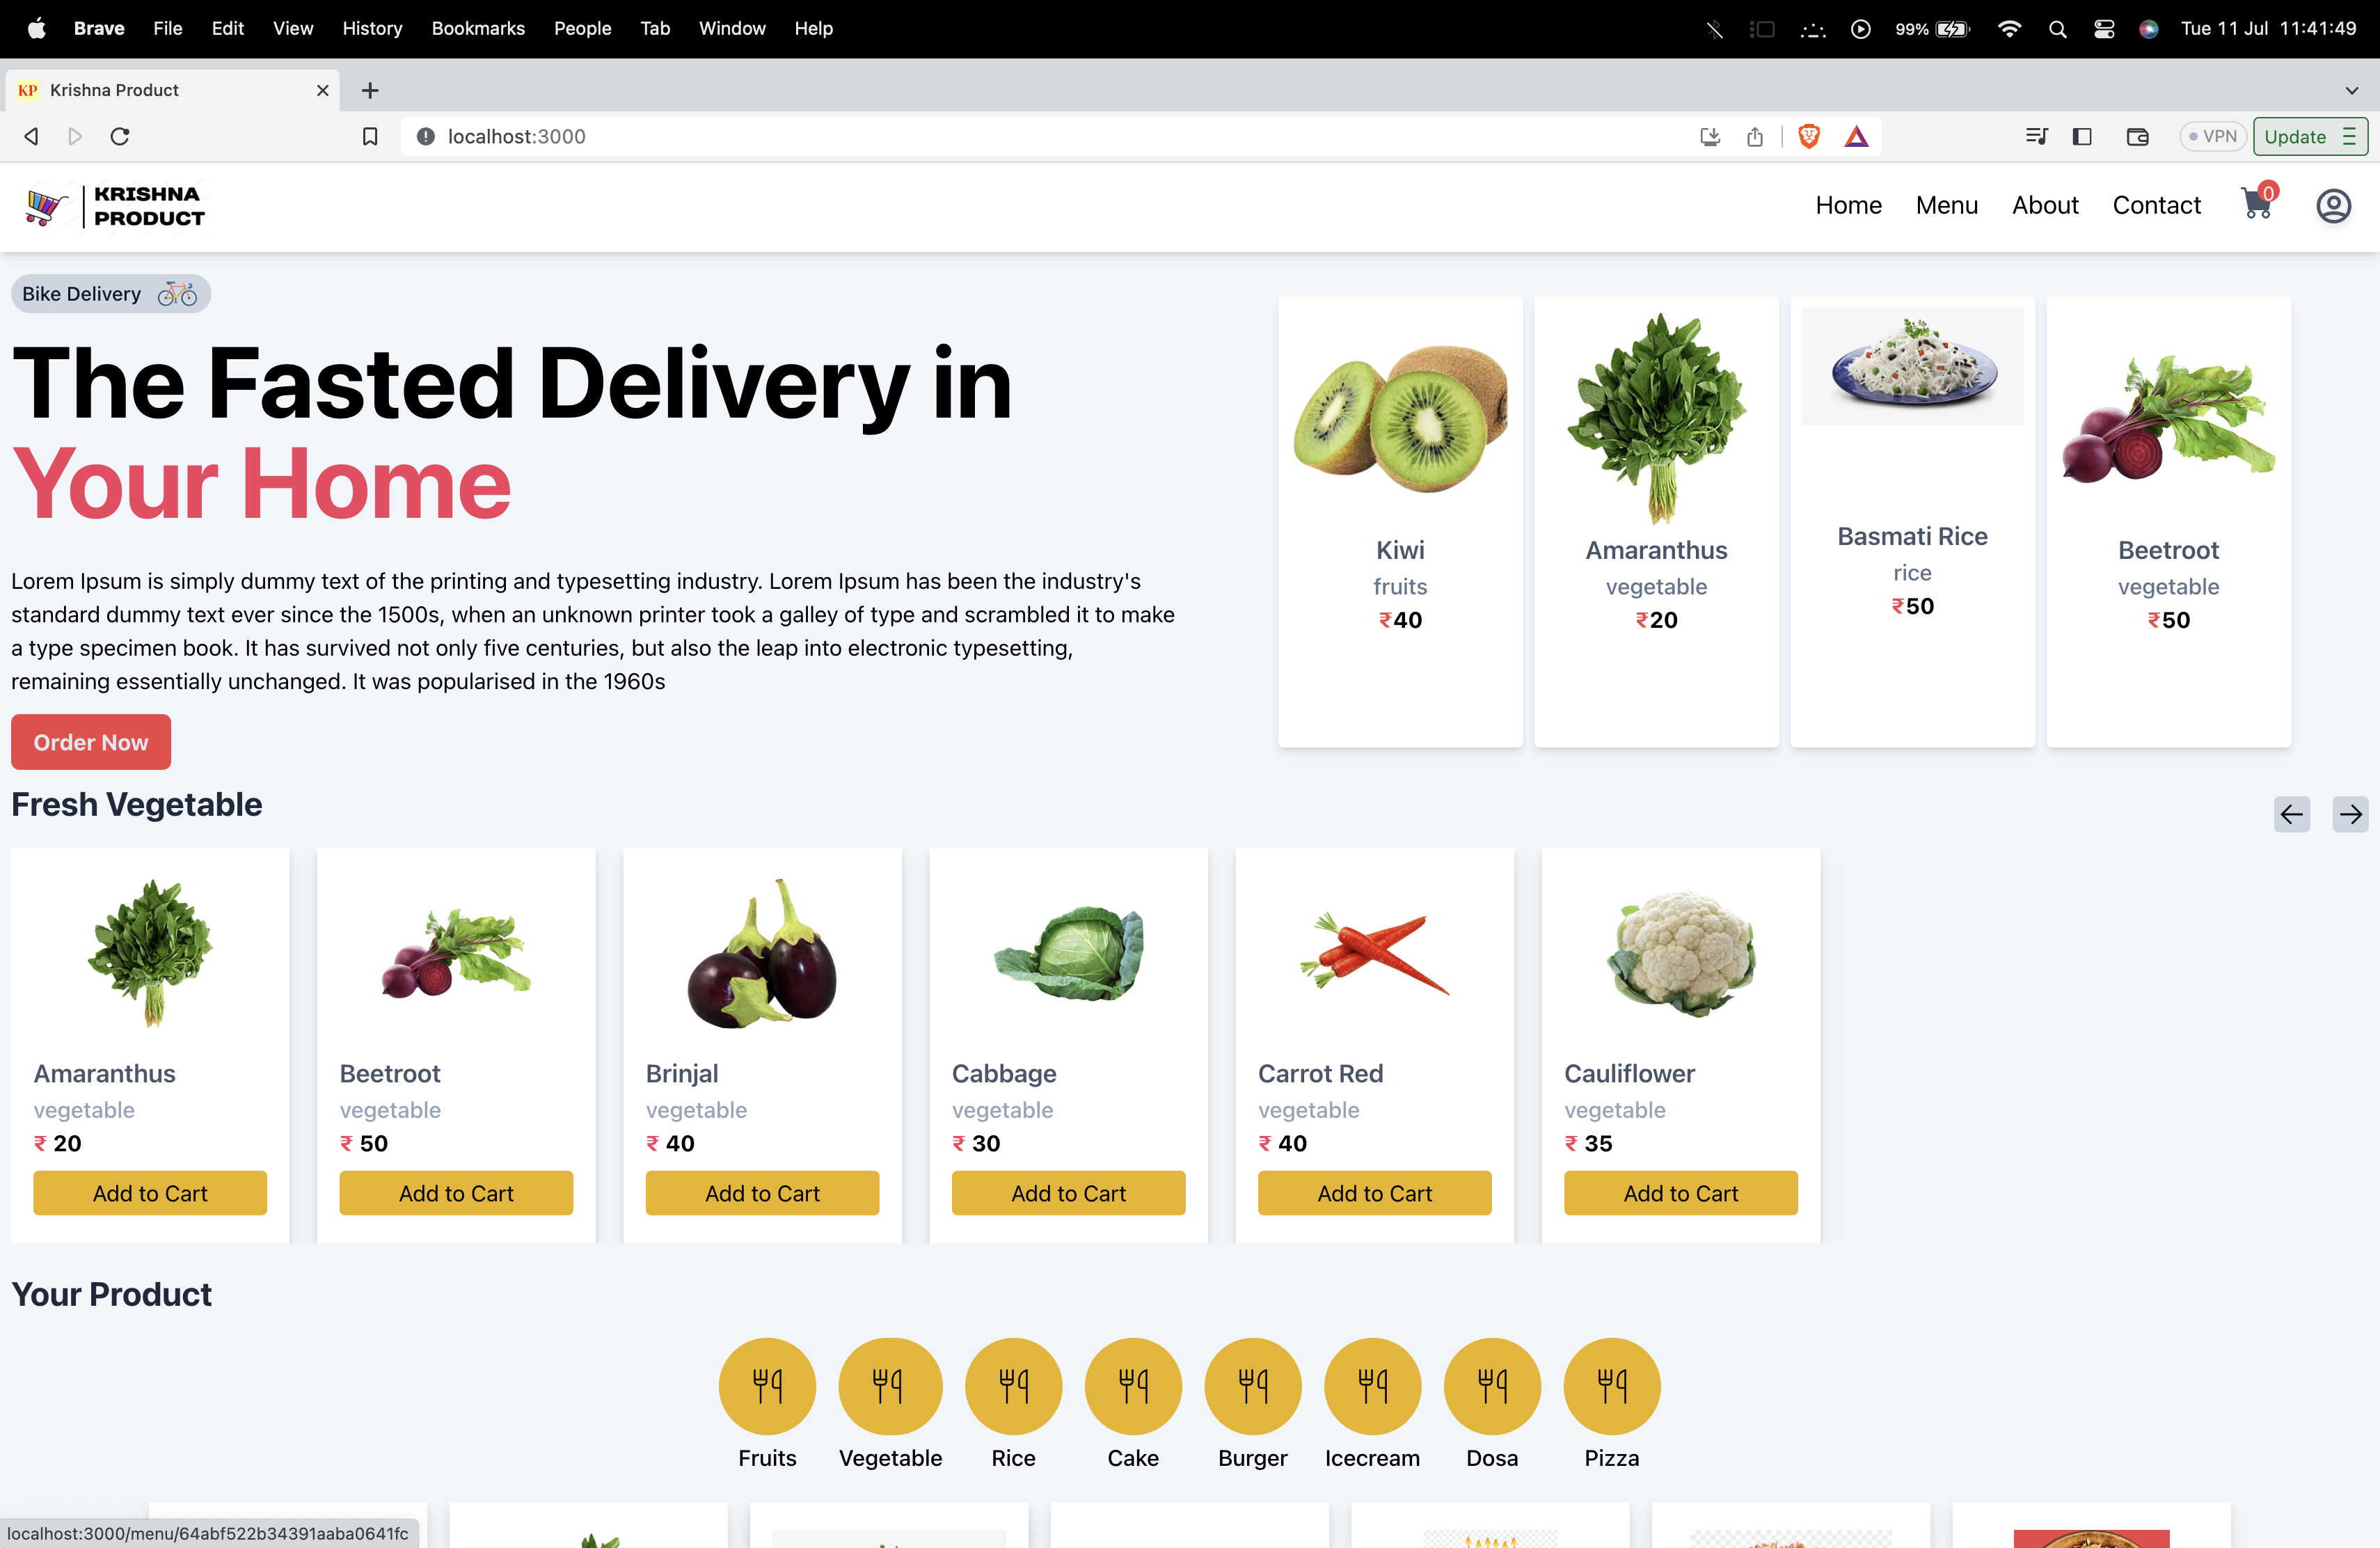 Brave File Edit View History Bookmarks People Tab Window Help 99% Tue 11 Jul 11:41:49
KP Krishna Product
localhost:3000 VPN Update
KRISHNA
PRODUCT
Home Menu About Contact 0
Bike Delivery
The Fasted Delivery in
Your Home
Lorem Ipsum is simply dummy text of the printing and typesetting industry. Lorem Ipsum has been the industry's
standard dummy text ever since the 1500s, when an unknown printer took a galley of type and scrambled it to make
a type specimen book. It has survived not only five centuries, but also the leap into electronic typesetting,
remaining essentially unchanged. It was popularised in the 1960s
Order Now
Kiwi
fruits
₹40
Amaranthus
vegetable
₹20
Basmati Rice
rice
₹50
Beetroot
vegetable
₹50
Fresh Vegetable
Amaranthus
vegetable
₹ 20
Add to Cart
Beetroot
vegetable
₹ 50
Add to Cart
Brinjal
vegetable
₹ 40
Add to Cart
Cabbage
vegetable
₹ 30
Add to Cart
Carrot Red
vegetable
₹ 40
Add to Cart
Cauliflower
vegetable
₹ 35
Add to Cart
Your Product
Fruits Vegetable Rice Cake Burger Icecream Dosa Pizza
localhost:3000/menu/64abf522b34391aaba0641fc